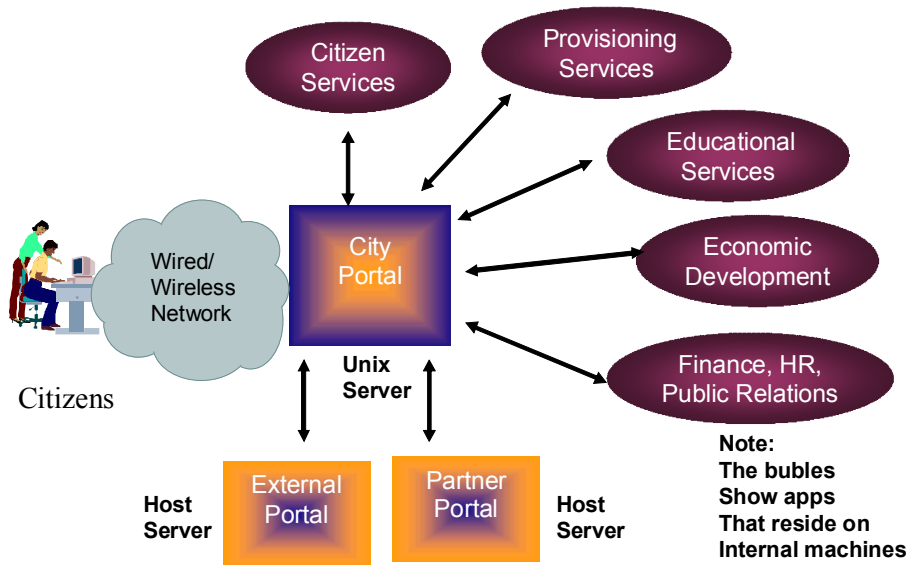 Citizen
Services
Provisioning
Services
Educational
Services
City
Portal
Economic
Development
Wired/
Wireless
Network
Unix
Server
Finance, HR,
Public Relations
Citizens
Note:
The bubles
Show apps
That reside on
Internal machines
Host
Server
External
Portal
Partner
Portal
Host
Server